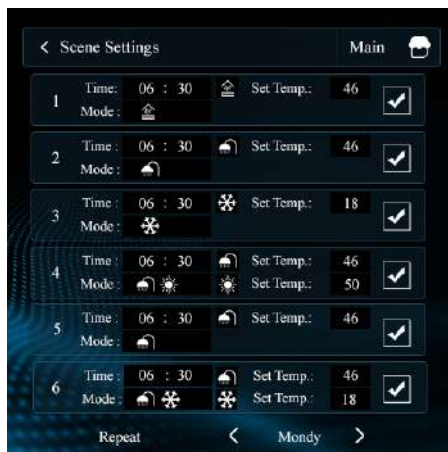 < Scene Settings Main
1 Time: 06 : 30 Set Temp.: 46
Mode :
2 Time : 06 : 30 Set Temp.: 46
Mode :
3 Time : 06 : 30 Set Temp.: 18
Mode :
4 Time : 06 : 30 Set Temp.: 46
Mode : Set Temp.: 50
5 Time : 06 : 30 Set Temp.: 46
Mode :
6 Time : 06 : 30 Set Temp.: 46
Mode : Set Temp.: 18
Repeat < Mondy >